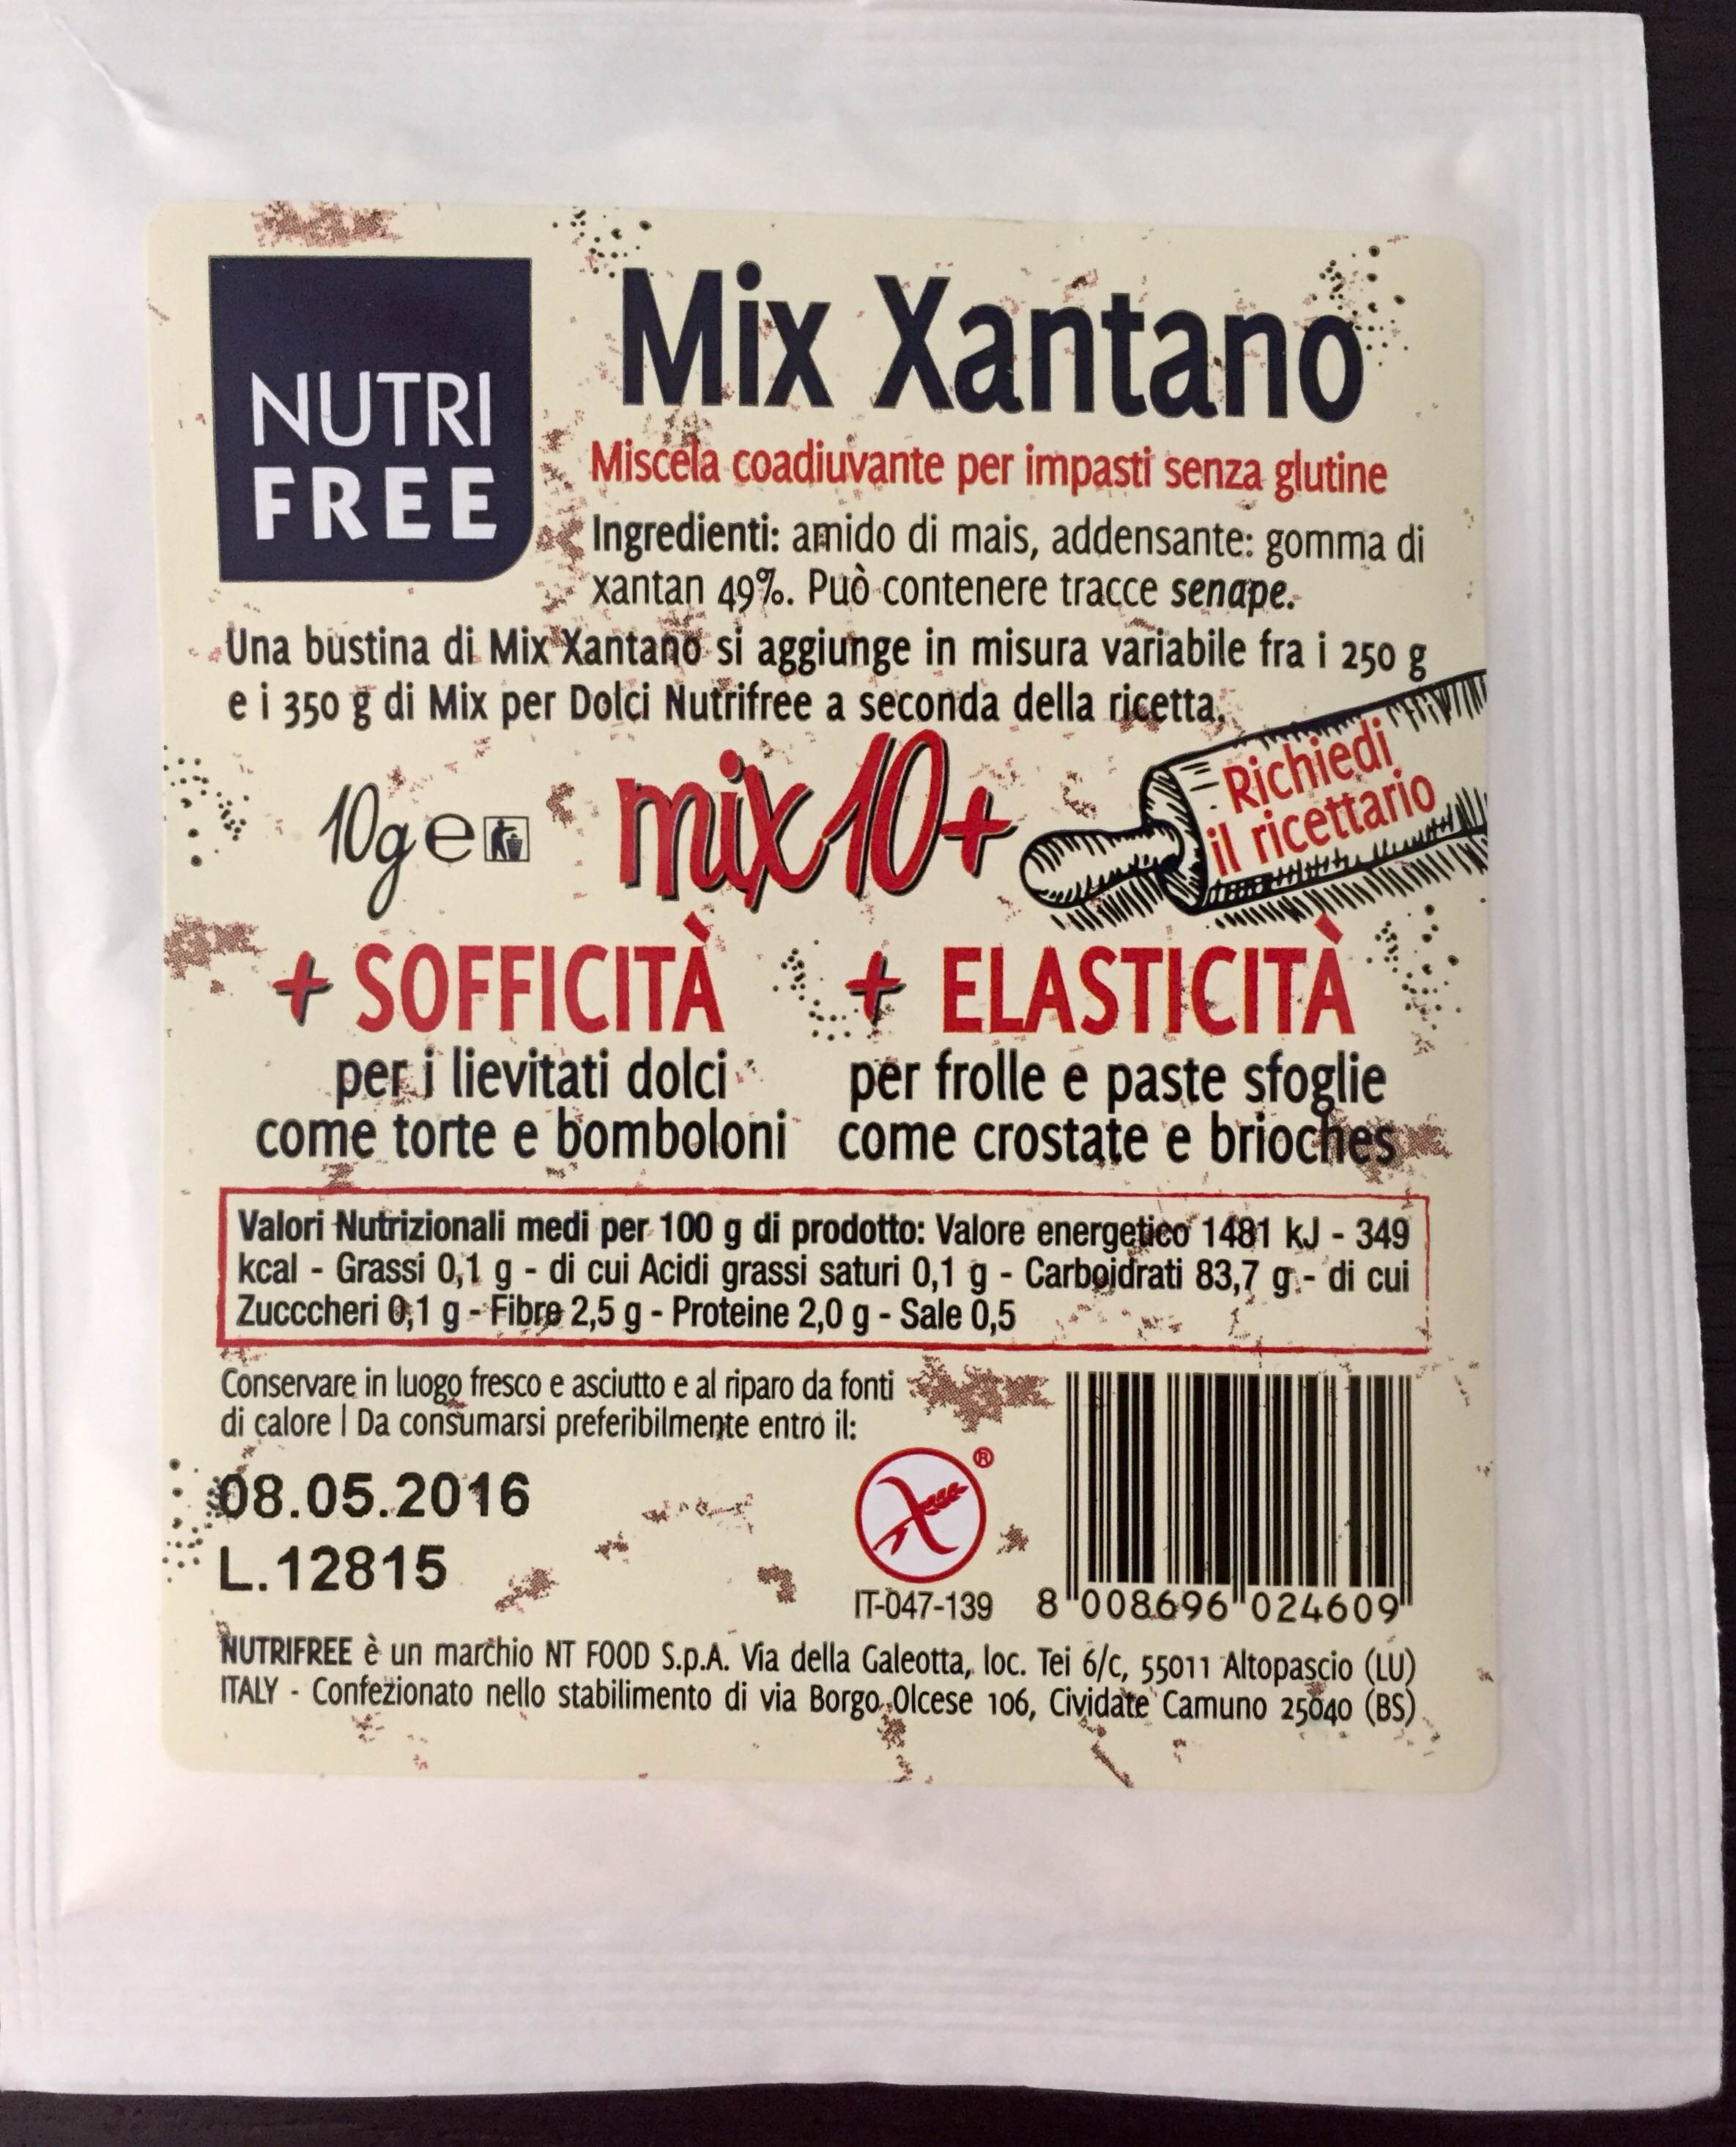 NUTRI
FREE
Mix Xantano
Miscela coadiuvante per impasti senza glutine
Ingredienti: amido di mais, addensante: gomma di
xantan 49%. Può contenere tracce senape.
Una bustina di Mix Xantano si aggiunge in misura variabile fra i 250 g
e i 350 g di Mix per Dolci Nutrifree a seconda della ricetta.
10g e
mix10+
Richiedi
il ricettario
+ SOFFICITÀ
per i lievitati dolci
come torte e bomboloni
+ ELASTICITÀ
per frolle e paste sfoglie
come crostate e brioches
Valori Nutrizionali medi per 100 g di prodotto: Valore energetico 1481 kJ - 349
kcal - Grassi 0,1 g - di cui Acidi grassi saturi 0,1 g - Carboidrati 83,7 g - di cui
Zuccheri 0,1 g - Fibre 2,5 g - Proteine 2,0 g - Sale 0,5
Conservare in luogo fresco e asciutto e al riparo da fonti
di calore | Da consumarsi preferibilmente entro il:
08.05.2016
L.12815
®
IT-047-139
8 008696 024609
NUTRIFREE è un marchio NT FOOD S.p.A. Via della Galeotta, loc. Tei 6/c, 55011 Altopascio (LU)
ITALY - Confezionato nello stabilimento di via Borgo Olcese 106, Cividate Camuno 25040 (BS)